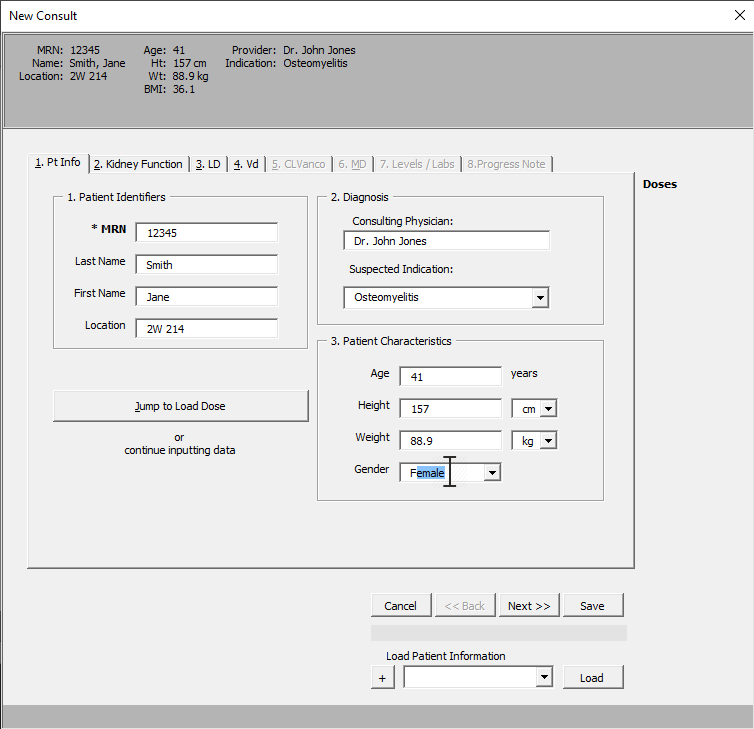 New Consult
MRN: 12345 Age: 41 Provider: Dr. John Jones
Name: Smith, Jane Ht: 157 cm Indication: Osteomyelitis
Location: 2W 214 Wt: 88.9 kg
BMI: 36.1
1. Pt Info 2. Kidney Function 3. LD 4. Vd 5. CLVanco 6. MD 7. Levels / Labs 8.Progress Note
Doses
1. Patient Identifiers
* MRN 12345
Last Name Smith
First Name Jane
Location 2W 214
Jump to Load Dose
or
continue inputting data
2. Diagnosis
Consulting Physician:
Dr. John Jones
Suspected Indication:
Osteomyelitis
3. Patient Characteristics
Age 41 years
Height 157 cm
Weight 88.9 kg
Gender Female
Cancel << Back Next >> Save
Load Patient Information
+ Load